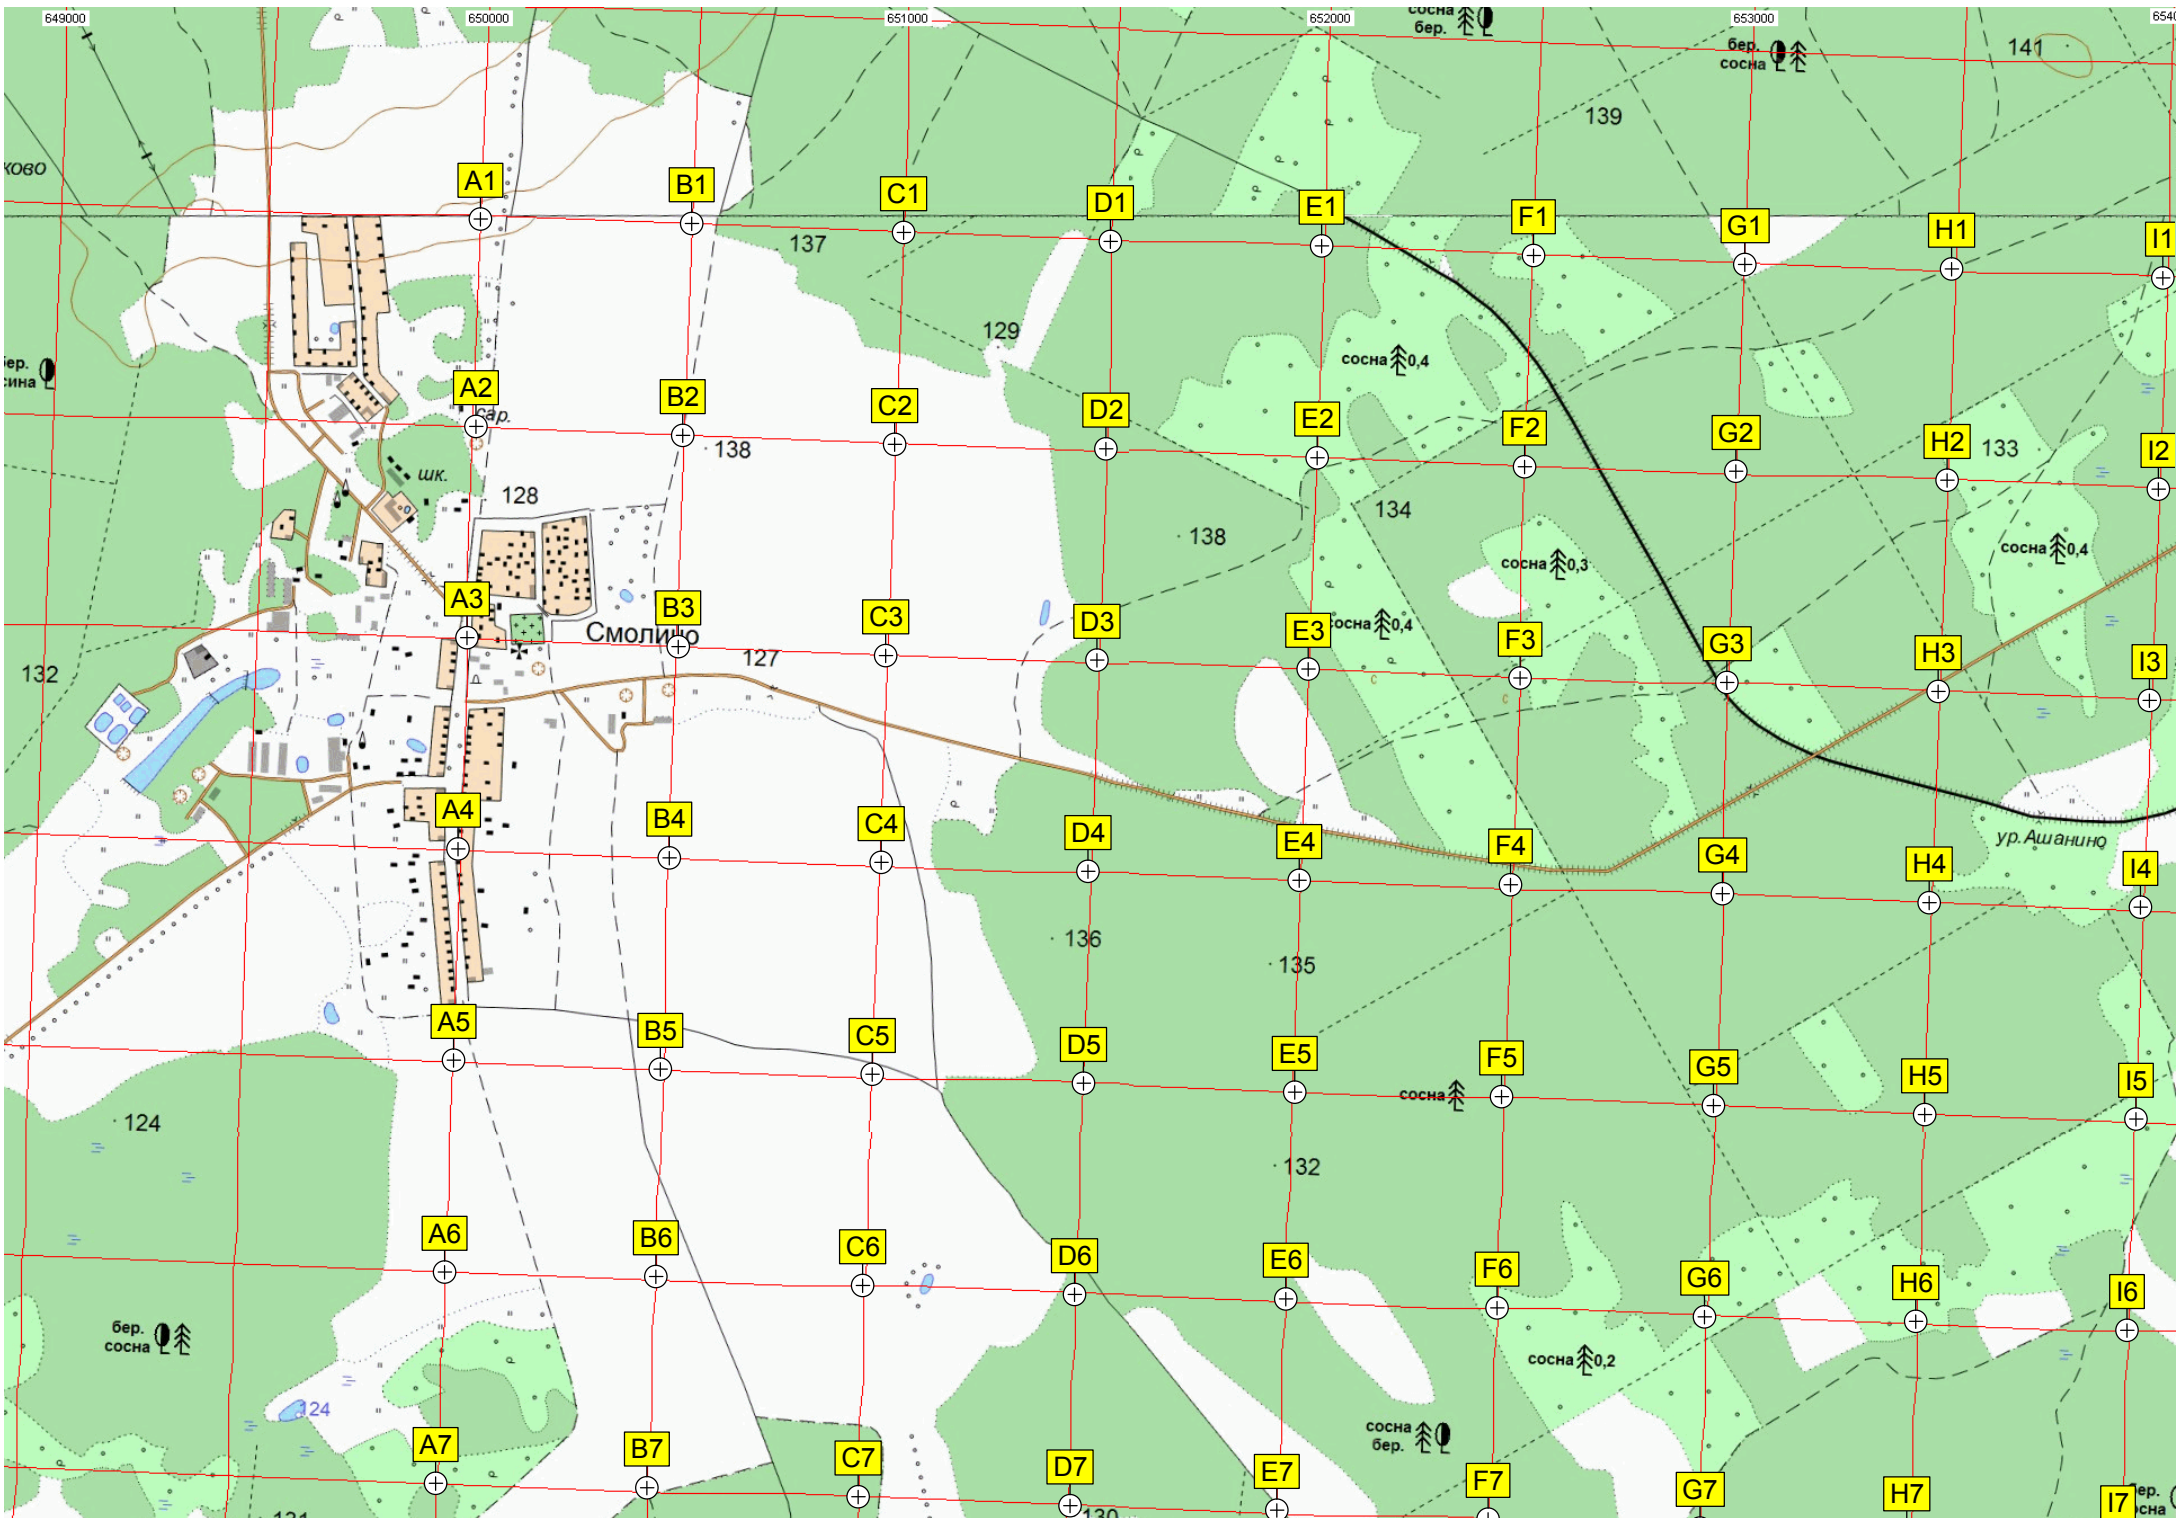 649000
650000
651000
652000
653000
сосна
бер.
бер.
сосна
141
139
A1
B1
C1
D1
E1
F1
G1
H1
I1
137
129
сосна 0,4
A2
B2
C2
D2
E2
F2
G2
H2
I2
сар.
138
133
шк.
128
134
138
сосна 0,4
сосна 0,3
A3
B3
C3
D3
E3
F3
G3
H3
I3
сосна 0,4
Смолино
127
132
с
с
A4
B4
C4
D4
E4
F4
G4
H4
I4
ур.Ашанино
136
135
A5
B5
C5
D5
E5
F5
G5
H5
I5
сосна
124
132
A6
B6
C6
D6
E6
F6
G6
H6
I6
бер.
сосна
сосна 0,2
124
сосна
бер.
A7
B7
C7
D7
E7
F7
G7
H7
I7
бер.